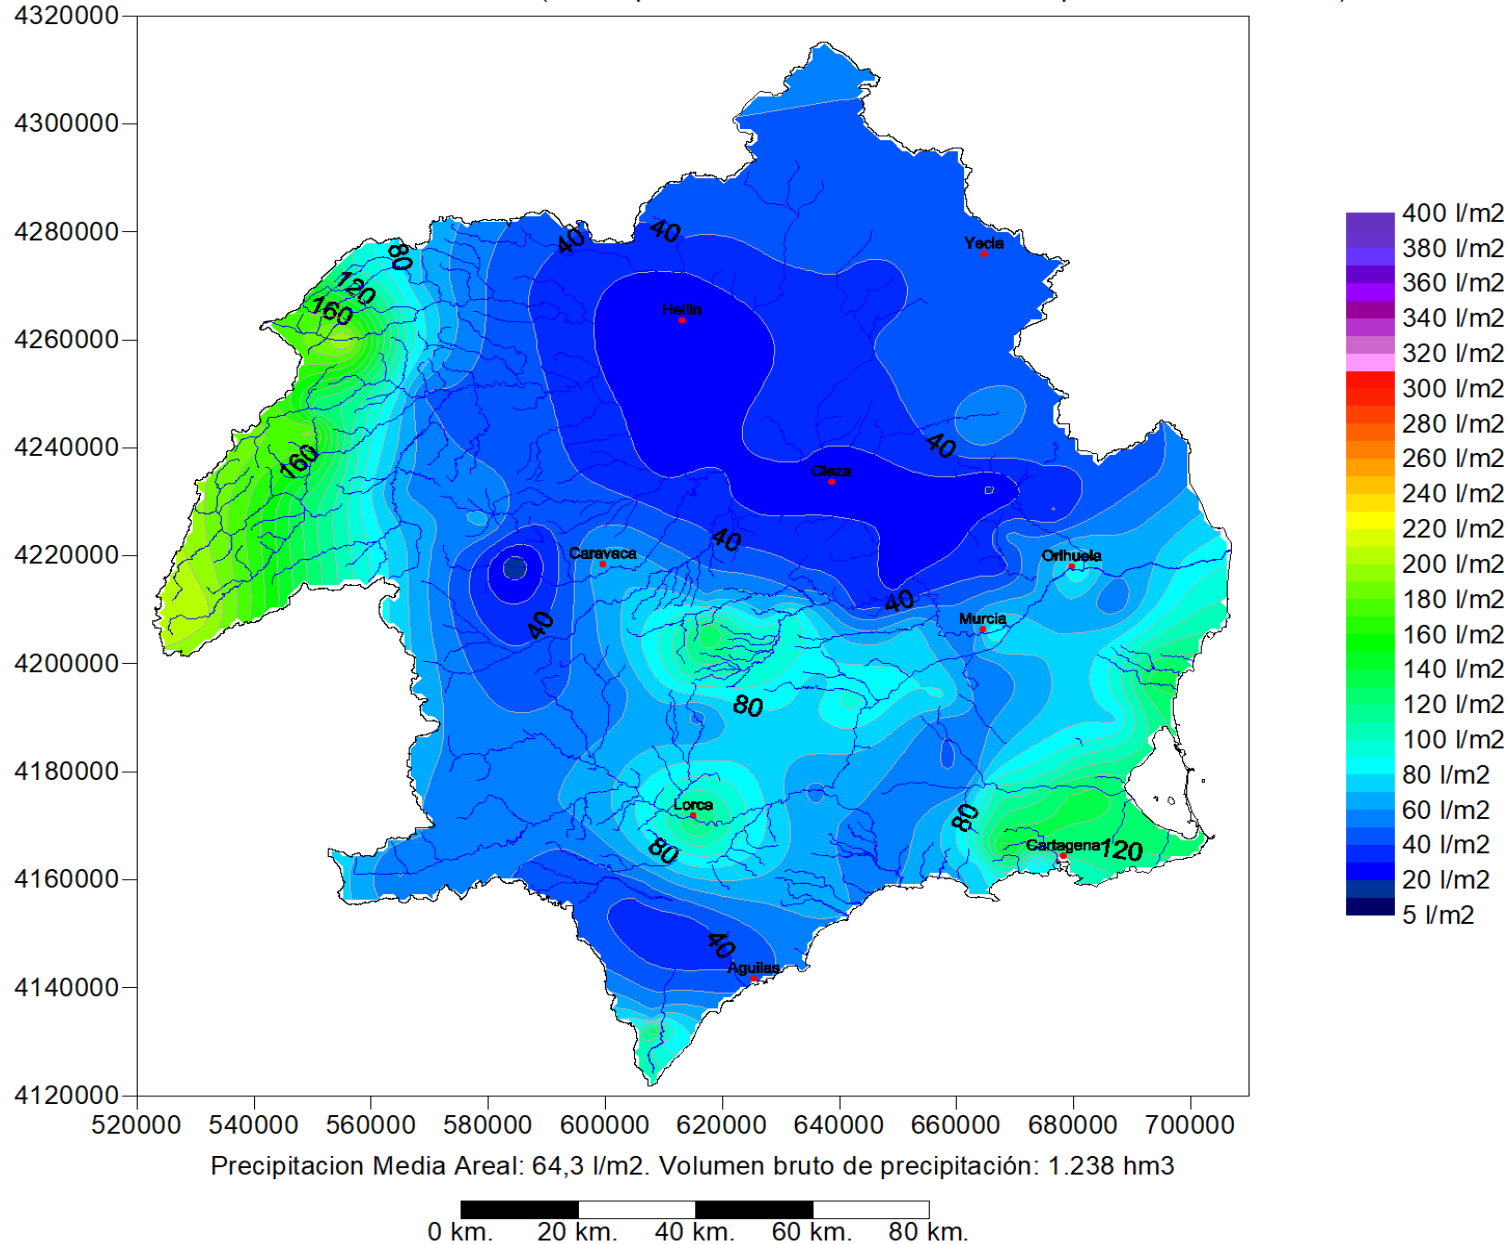 4320000
4300000
4280000
4260000
4240000
4220000
4200000
4180000
4160000
4140000
4120000
520000 540000 560000 580000 600000 620000 640000 660000 680000 700000
40
40
80
120
160
160
40
40
40
40
80
80
80
120
40
Yecla
Hellin
Cieza
Caravaca
Orihuela
Murcia
Lorca
Cartagena
Aguilas
400 l/m2
380 l/m2
360 l/m2
340 l/m2
320 l/m2
300 l/m2
280 l/m2
260 l/m2
240 l/m2
220 l/m2
200 l/m2
180 l/m2
160 l/m2
140 l/m2
120 l/m2
100 l/m2
80 l/m2
60 l/m2
40 l/m2
20 l/m2
5 l/m2
Precipitacion Media Areal: 64,3 l/m2. Volumen bruto de precipitación: 1.238 hm3
0 km. 20 km. 40 km. 60 km. 80 km.